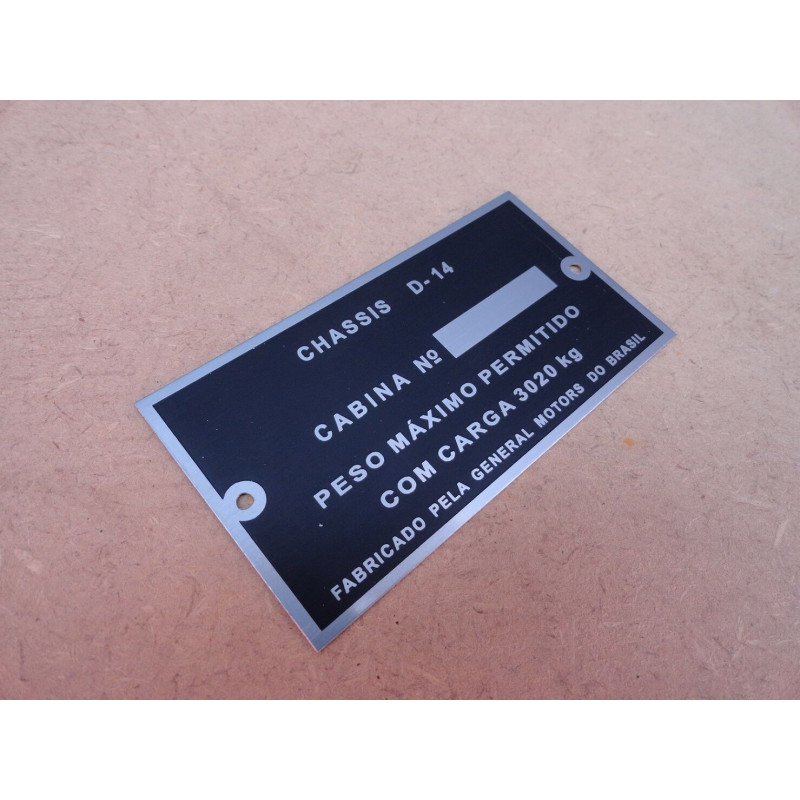 CHASSIS D-14
CABINA Nº
PESO MÁXIMO PERMITIDO
COM CARGA 3020 kg
FABRICADO PELA GENERAL MOTORS DO BRASIL